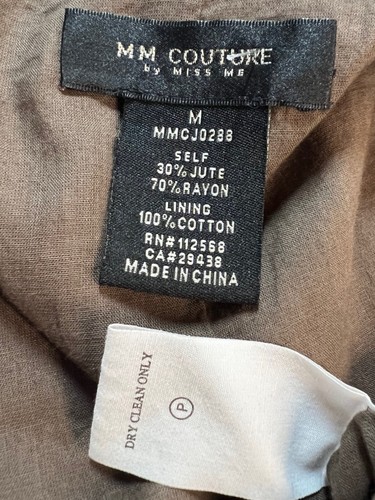 MM COUTURE
by MISS ME
M
MMCJ0288
SELF
30% JUTE
70% RAYON
LINING
100% COTTON
RN#112568
CA#29438
MADE IN CHINA
DRY CLEAN ONLY
P